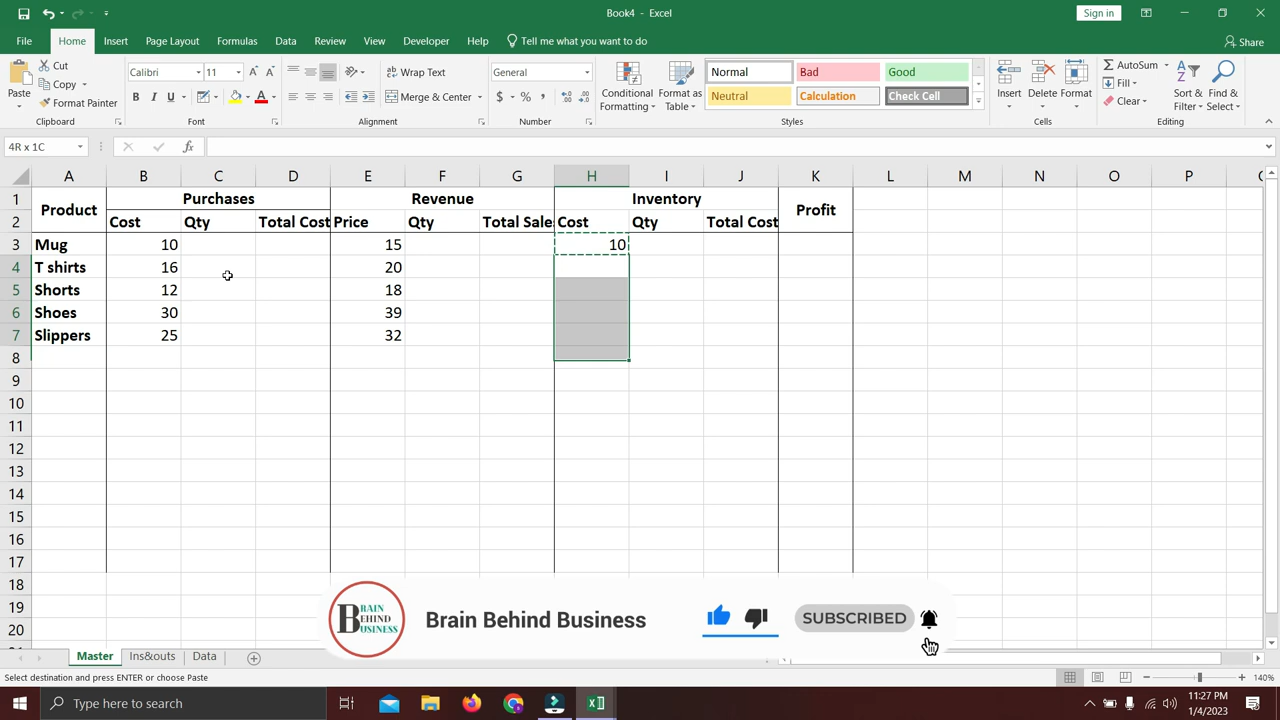 Book4 - Excel
Sign in
File Home Insert Page Layout Formulas Data Review View Developer Help Tell me what you want to do Share
Paste
Cut
Copy
Format Painter
Clipboard
Calibri 11
B I U
Font
Wrap Text
Merge & Center
Alignment
General
$ % ,
Number
Conditional Formatting
Format as Table
Normal Bad Good
Neutral Calculation Check Cell
Styles
Insert Delete Format
Cells
AutoSum
Fill
Clear
Sort & Filter
Find & Select
Editing
4R x 1C fx
A B C D E F G H I J K L M N O P
1 Product Purchases Revenue Inventory Profit
2 Cost Qty Total Cost Price Qty Total Sale Cost Qty Total Cost
3 Mug 10 15 10
4 T shirts 16 20
5 Shorts 12 18
6 Shoes 30 39
7 Slippers 25 32
8
9
10
11
12
13
14
15
16
17
18
19
20
BRAIN BEHIND BUSINESS
Brain Behind Business
SUBSCRIBED
Master Ins&outs Data
Select destination and press ENTER or choose Paste
140%
Type here to search
11:27 PM
1/4/2023